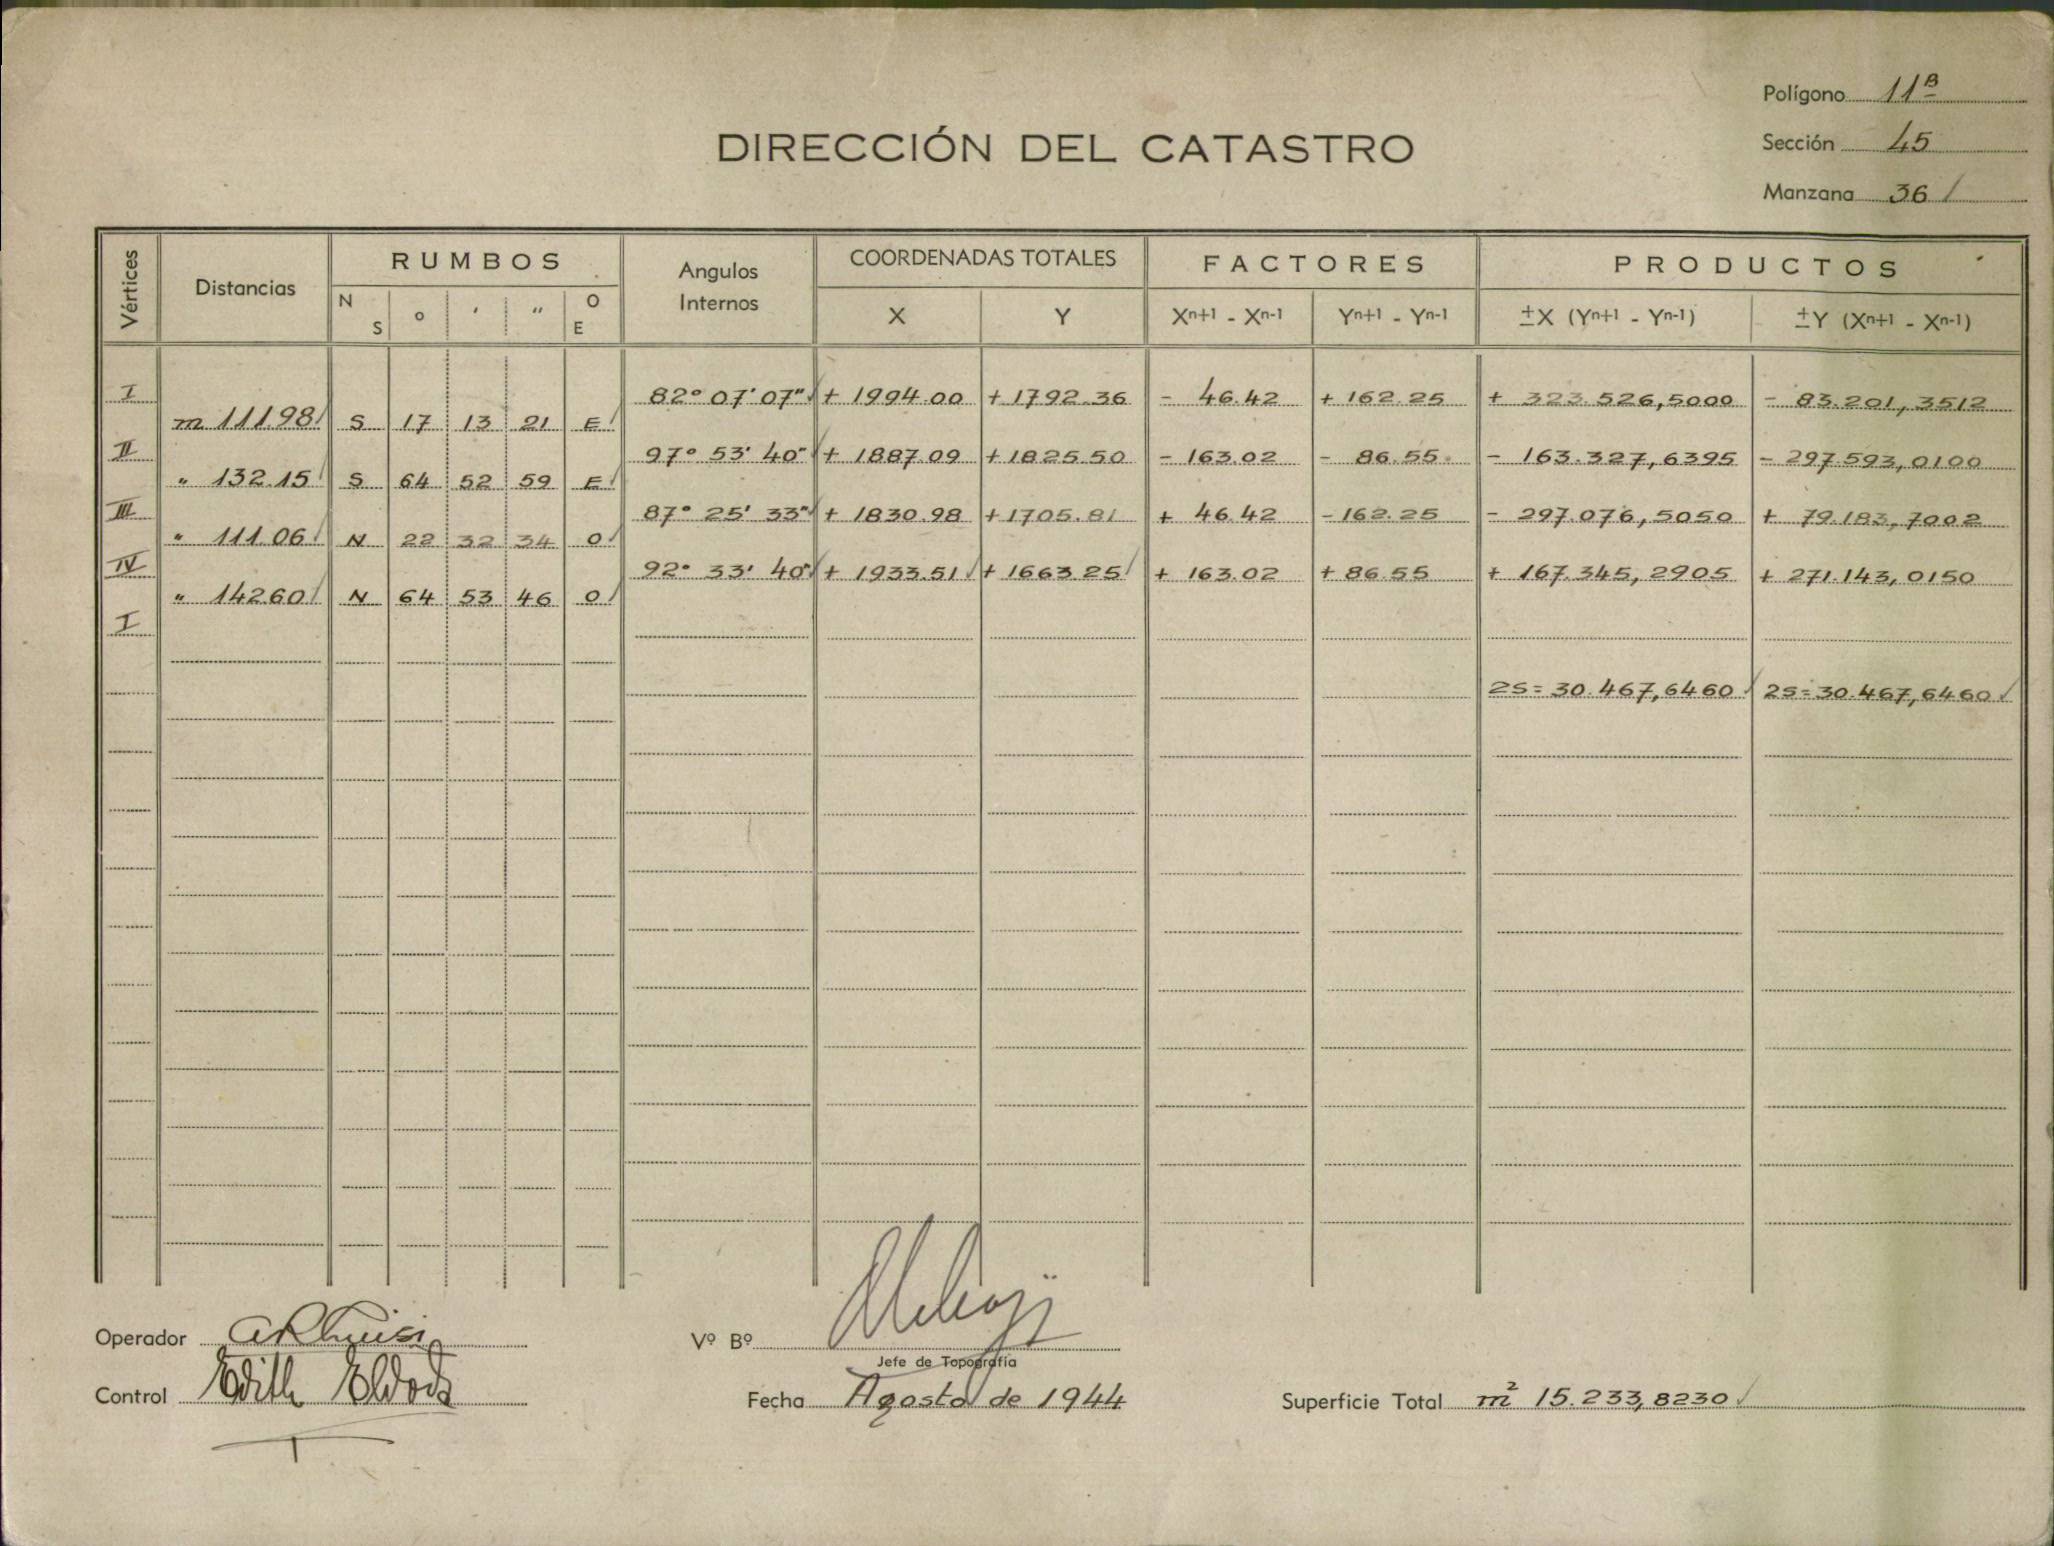 Polígono 11ᴮ
Sección 45
Manzana 36 /
DIRECCIÓN DEL CATASTRO
Vértices Distancias RUMBOS Angulos Internos COORDENADAS TOTALES FACTORES PRODUCTOS
N S ° ' " O E X Y Xⁿ⁺¹ - Xⁿ⁻¹ Yⁿ⁺¹ - Yⁿ⁻¹ ±X (Yⁿ⁺¹ - Yⁿ⁻¹) ±Y (Xⁿ⁺¹ - Xⁿ⁻¹)
I 82° 07' 07" + 1994.00 + 1792.36 - 46.42 + 162.25 + 323.526,5000 - 83.201,3512
m 111.98 S 17 13 21 E
II 97° 53' 40" + 1887.09 + 1825.50 - 163.02 - 86.55 - 163.327,6395 - 297.593,0100
" 132.15 S 64 52 59 E
III 87° 25' 33" + 1830.98 + 1705.81 + 46.42 - 162.25 - 297.076,5050 + 79.183,7002
" 111.06 N 22 32 34 O
IV 92° 33' 40" + 1933.51 + 1663.25 + 163.02 + 86.55 + 167.345,2905 + 271.143,0150
" 142.60 N 64 53 46 O
I
2S = 30.467,6460 2S = 30.467,6460
Operador
Vº Bº
Jefe de Topografía
Control Edith
Fecha Agosto de 1944
Superficie Total m² 15.233,8230